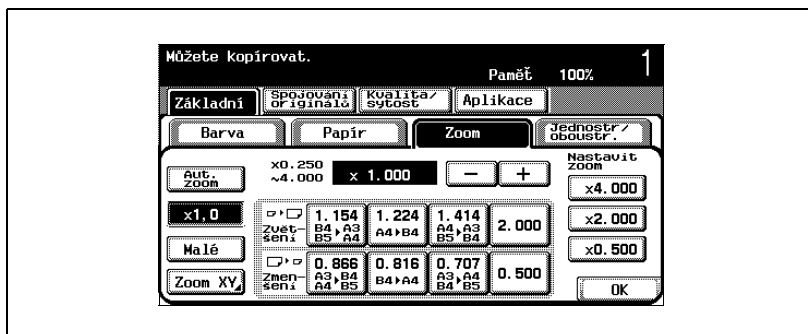 Můžete kopírovat.
Paměť 100% 1
Základní Spojování originálů Kvalita/ sytost Aplikace
Barva Papír Zoom Jednostr/ oboustr.
Aut. zoom
x0.250 ~4.000
x 1.000
− +
Nastavit zoom
x4.000
x1,0
Zvět- šení
1.154 B4▸A3 B5▸A4
1.224 A4▸B4
1.414 A4▸A3 B5▸B4
2.000
x2.000
Malé
x0.500
Zoom XY
Zmen- šení
0.866 A3▸B4 A4▸B5
0.816 B4▸A4
0.707 A3▸A4 B4▸B5
0.500
OK